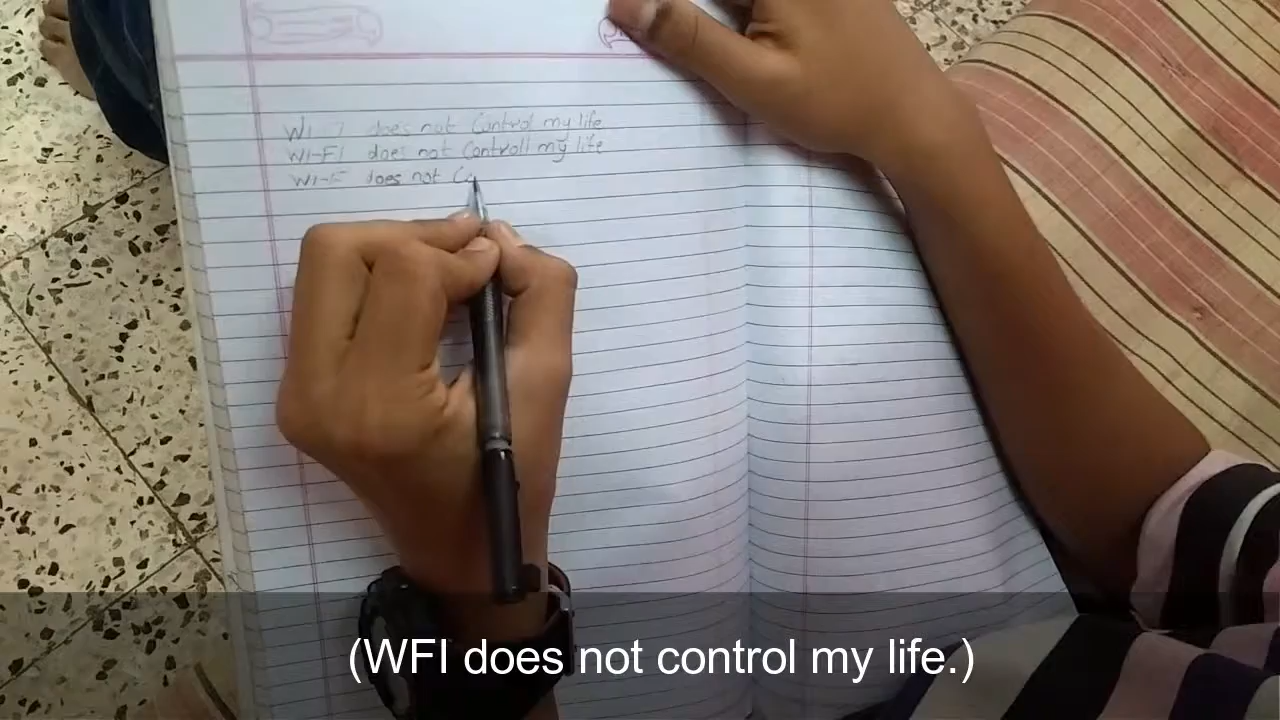 Wi-F does not Control my life
WI-FI does not Controll my life
WI-F does not Co
(WFI does not control my life.)